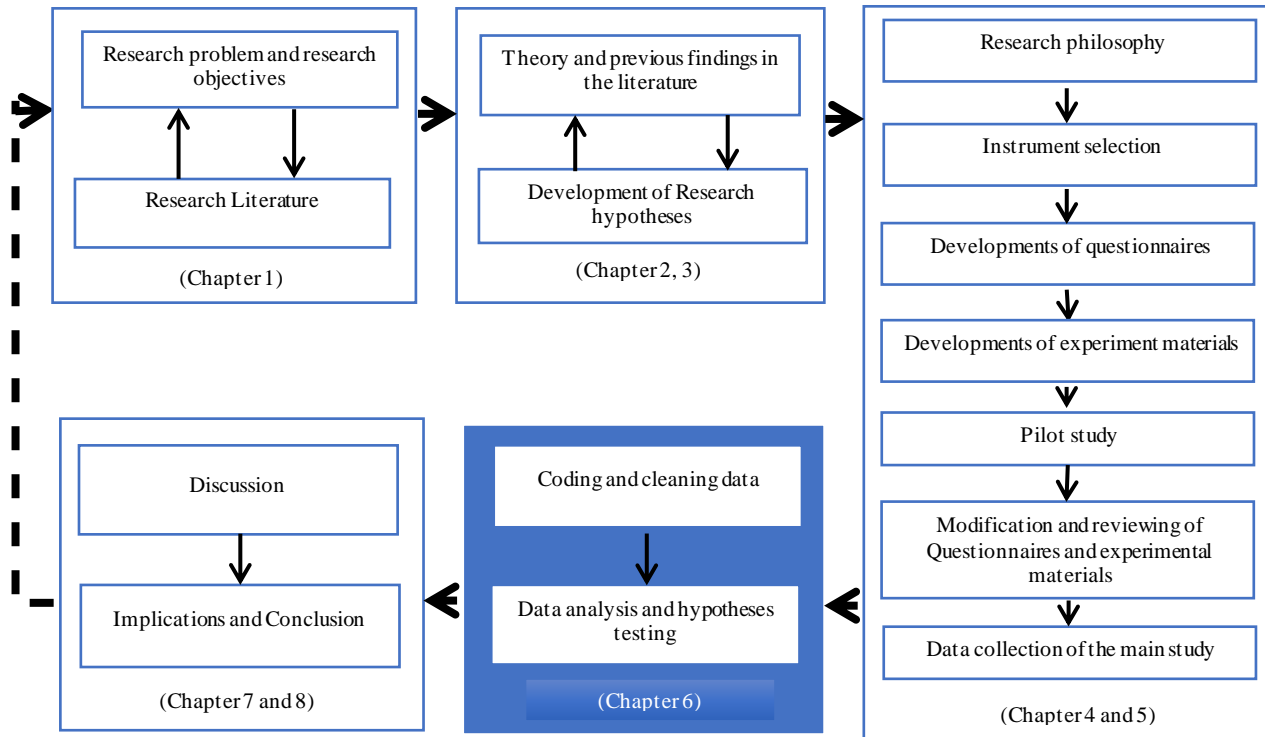 Research problem and research
objectives
Research Literature
(Chapter 1)
Theory and previous findings in
the literature
Development of Research
hypotheses
(Chapter 2, 3)
Research philosophy
Instrument selection
Developments of questionnaires
Developments of experiment materials
Pilot study
Modification and reviewing of
Questionnaires and experimental
materials
Data collection of the main study
(Chapter 4 and 5)
Coding and cleaning data
Data analysis and hypotheses
testing
(Chapter 6)
Discussion
Implications and Conclusion
(Chapter 7 and 8)